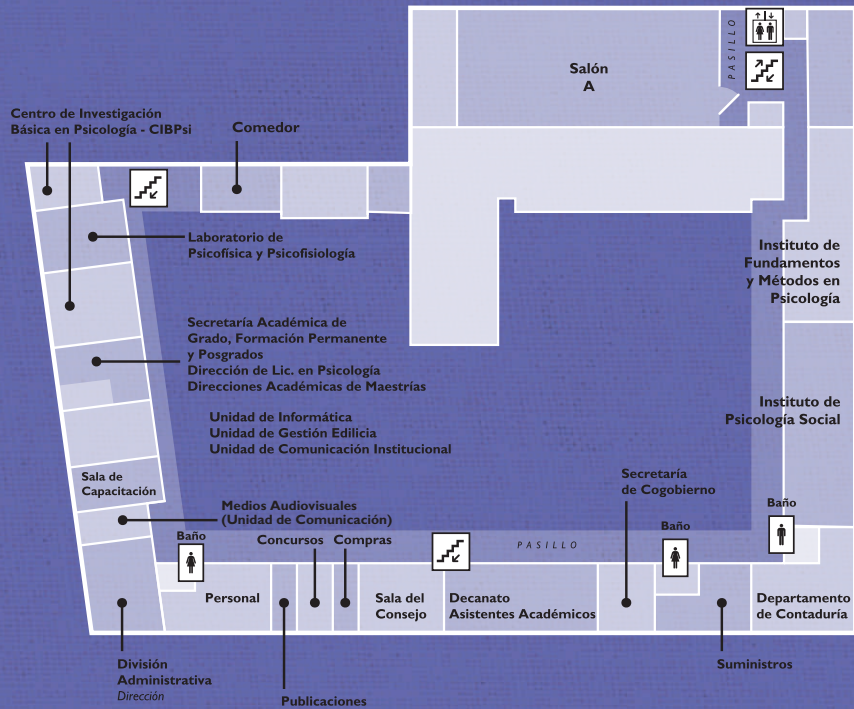 PASILLO
Salón
A
Centro de Investigación
Básica en Psicología - CIBPsi
Comedor
Laboratorio de
Psicofísica y Psicofisiología
Instituto de
Fundamentos
y Métodos en
Psicología
Secretaría Académica de
Grado, Formación Permanente
y Posgrados
Dirección de Lic. en Psicología
Direcciones Académicas de Maestrías
Instituto de
Psicología Social
Unidad de Informática
Unidad de Gestión Edilicia
Unidad de Comunicación Institucional
Sala de
Capacitación
Secretaría
de Cogobierno
Medios Audiovisuales
(Unidad de Comunicación)
Baño
Baño
Concursos
Compras
PASILLO
Baño
Personal
Sala del
Consejo
Decanato
Asistentes Académicos
Departamento
de Contaduría
División
Administrativa
Dirección
Publicaciones
Suministros